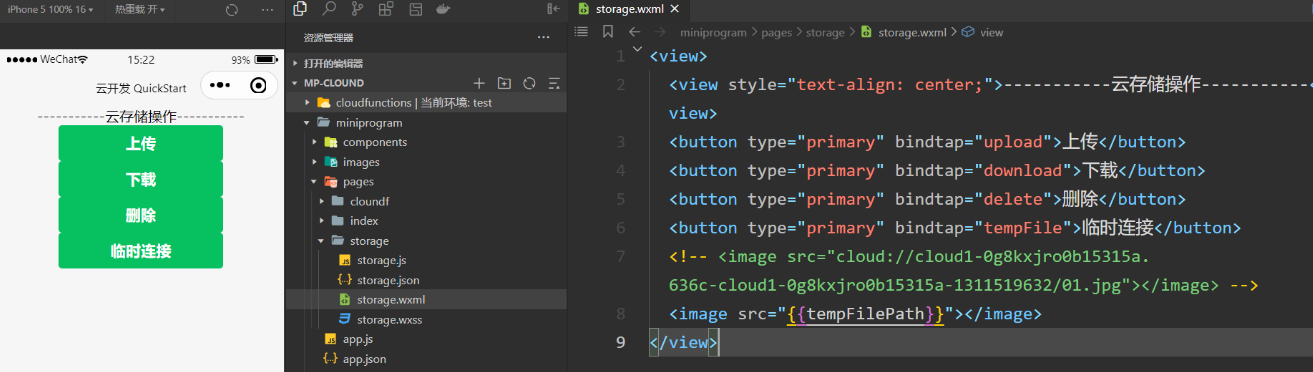 iPhone 5 100% 16
热重载 开
WeChat
15:22
93%
云开发 QuickStart
-----------云存储操作-----------
上传
下载
删除
临时连接
资源管理器
打开的编辑器
MP-CLOUND
cloudfunctions | 当前环境: test
miniprogram
components
images
pages
cloundf
index
storage
storage.js
storage.json
storage.wxml
storage.wxss
app.js
app.json
storage.wxml
miniprogram > pages > storage > storage.wxml > view
1 <view>
2 <view style="text-align: center;">-----------云存储操作-----------<
view>
3 <button type="primary" bindtap="upload">上传</button>
4 <button type="primary" bindtap="download">下载</button>
5 <button type="primary" bindtap="delete">删除</button>
6 <button type="primary" bindtap="tempFile">临时连接</button>
7 <!-- <image src="cloud://cloud1-0g8kxjro0b15315a.
636c-cloud1-0g8kxjro0b15315a-1311519632/01.jpg"></image> -->
8 <image src="{{tempFilePath}}"></image>
9 </view>